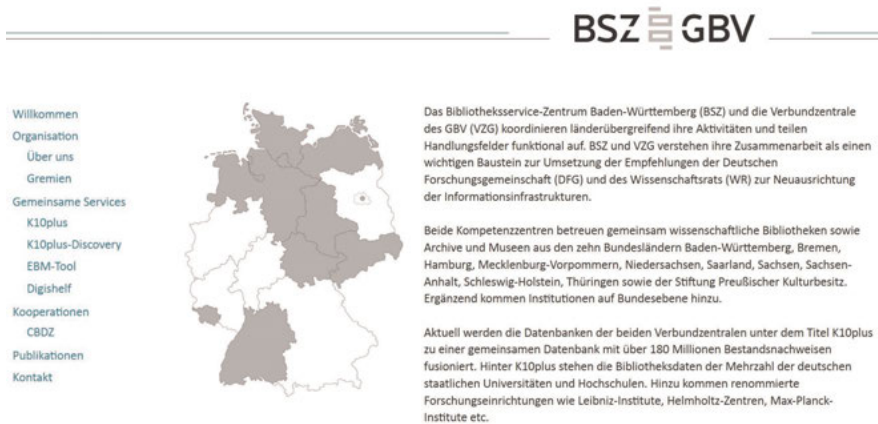 BSZ GBV
Willkommen
Organisation
Über uns
Gremien
Gemeinsame Services
K10plus
K10plus-Discovery
EBM-Tool
Digishelf
Kooperationen
CBDZ
Publikationen
Kontakt
Das Bibliotheksservice-Zentrum Baden-Württemberg (BSZ) und die Verbundzentrale
des GBV (VZG) koordinieren länderübergreifend ihre Aktivitäten und teilen
Handlungsfelder funktional auf. BSZ und VZG verstehen ihre Zusammenarbeit als einen
wichtigen Baustein zur Umsetzung der Empfehlungen der Deutschen
Forschungsgemeinschaft (DFG) und des Wissenschaftsrats (WR) zur Neuausrichtung
der Informationsinfrastrukturen.
Beide Kompetenzzentren betreuen gemeinsam wissenschaftliche Bibliotheken sowie
Archive und Museen aus den zehn Bundesländern Baden-Württemberg, Bremen,
Hamburg, Mecklenburg-Vorpommern, Niedersachsen, Saarland, Sachsen, Sachsen-
Anhalt, Schleswig-Holstein, Thüringen sowie der Stiftung Preußischer Kulturbesitz.
Ergänzend kommen Institutionen auf Bundesebene hinzu.
Aktuell werden die Datenbanken der beiden Verbundzentralen unter dem Titel K10plus
zu einer gemeinsamen Datenbank mit über 180 Millionen Bestandsnachweisen
fusioniert. Hinter K10plus stehen die Bibliotheksdaten der Mehrzahl der deutschen
staatlichen Universitäten und Hochschulen. Hinzu kommen renommierte
Forschungseinrichtungen wie Leibniz-Institute, Helmholtz-Zentren, Max-Planck-
Institute etc.